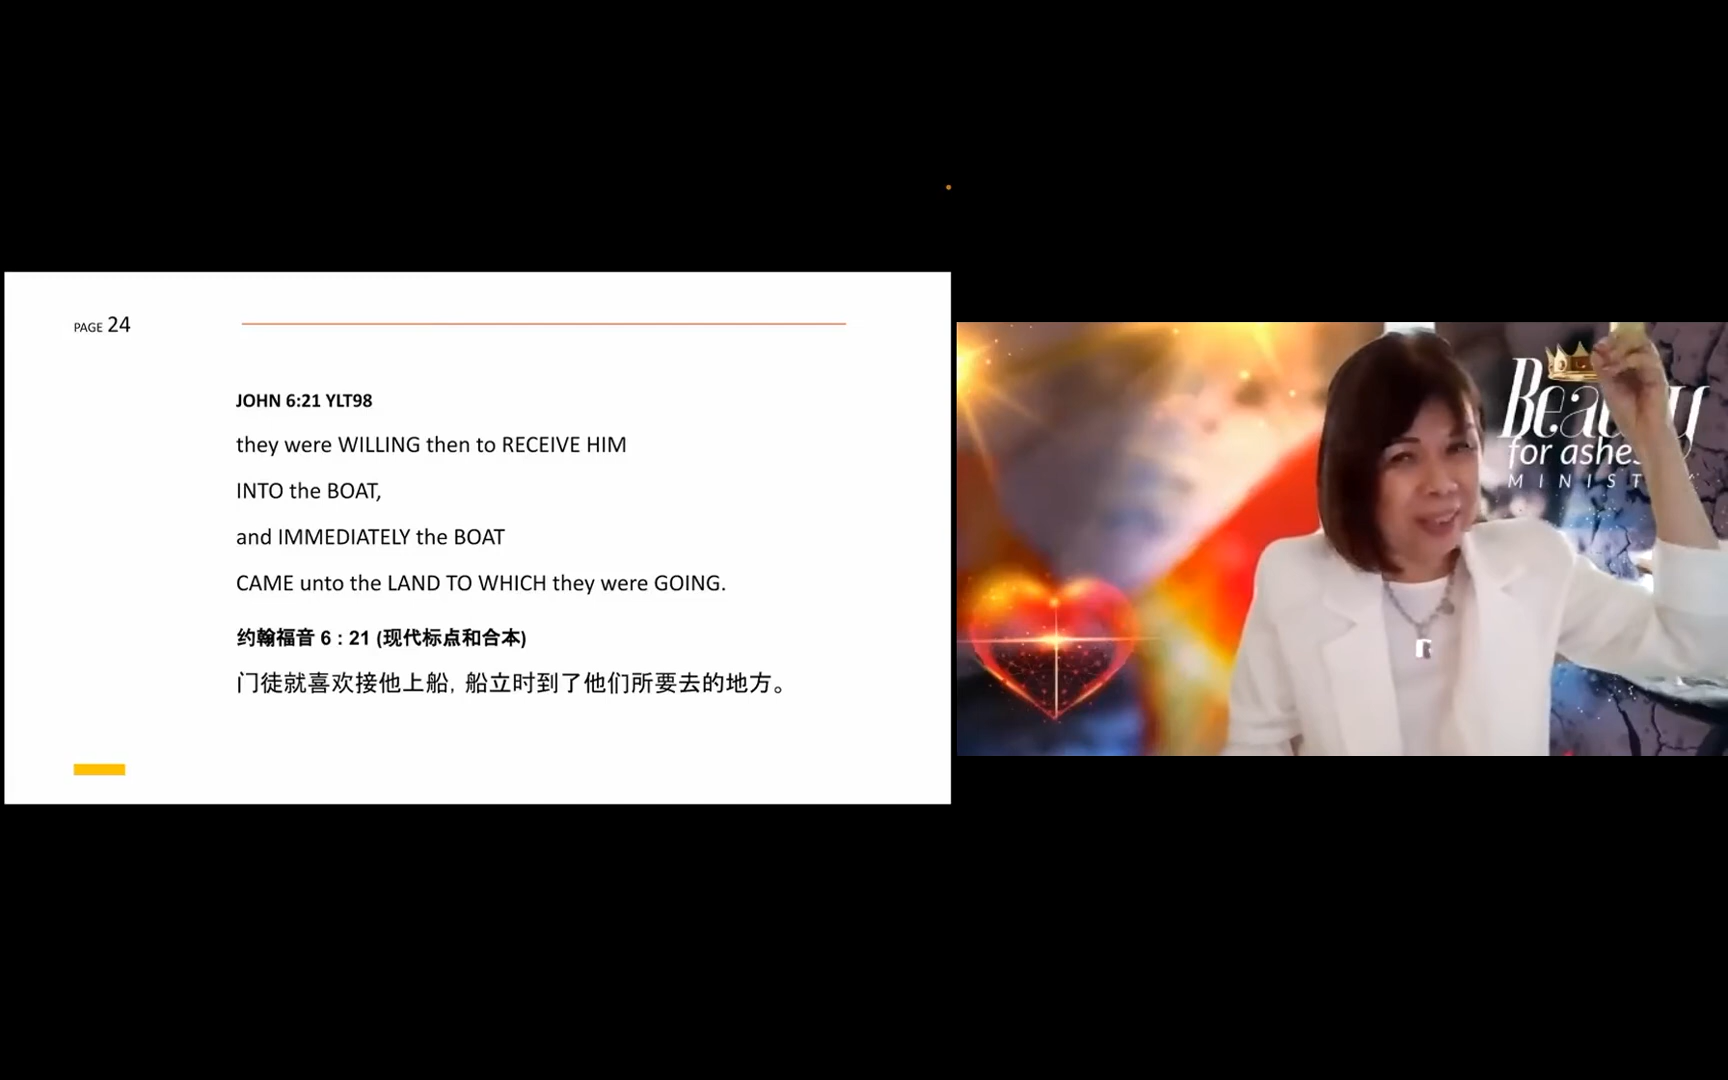 PAGE 24
JOHN 6:21 YLT98
they were WILLING then to RECEIVE HIM
INTO the BOAT,
and IMMEDIATELY the BOAT
CAME unto the LAND TO WHICH they were GOING.
约翰福音 6 : 21 (现代标点和合本)
门徒就喜欢接他上船, 船立时到了他们所要去的地方。
for